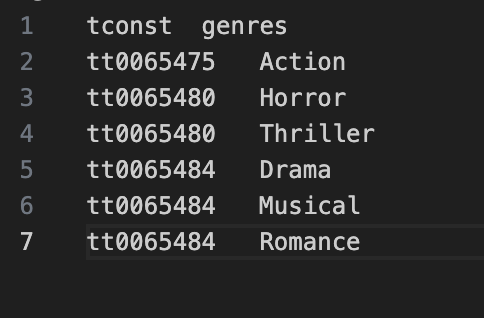 1 tconst genres
2 tt0065475 Action
3 tt0065480 Horror
4 tt0065480 Thriller
5 tt0065484 Drama
6 tt0065484 Musical
7 tt0065484 Romance